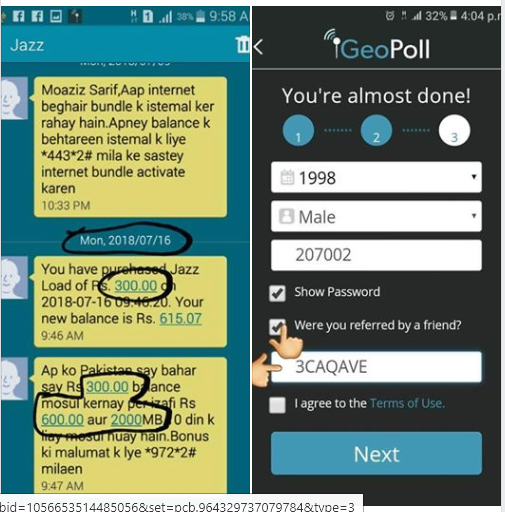 38% 9:58 A
Jazz
Mon, 2018/07/09
Moaziz Sarif,Aap internet
beghair bundle k istemal ker
rahay hain.Apney balance k
behtareen istemal k liye
*443*2# mila ke sastey
internet bundle activate
karen
10:33 PM
Mon, 2018/07/16
You have purchased Jazz
Load of Rs. 300.00 on
2018-07-16 09:46:20. Your
new balance is Rs. 615.07
9:46 AM
Ap ko Pakistan say bahar
say Rs 300.00 balance
mosul kernay per izafi Rs
600.00 aur 2000MB 0 din k
liay mosul huay hain.Bonus
ki malumat k lye *972*2#
milaen
9:47 AM
32% 4:04 p.r
GeoPoll
You're almost done!
1 2 3
1998
Male
207002
Show Password
Were you referred by a friend?
3CAQAVE
I agree to the Terms of Use.
Next
bid=1056653514485056&set=pcb.964329737079784&type=3